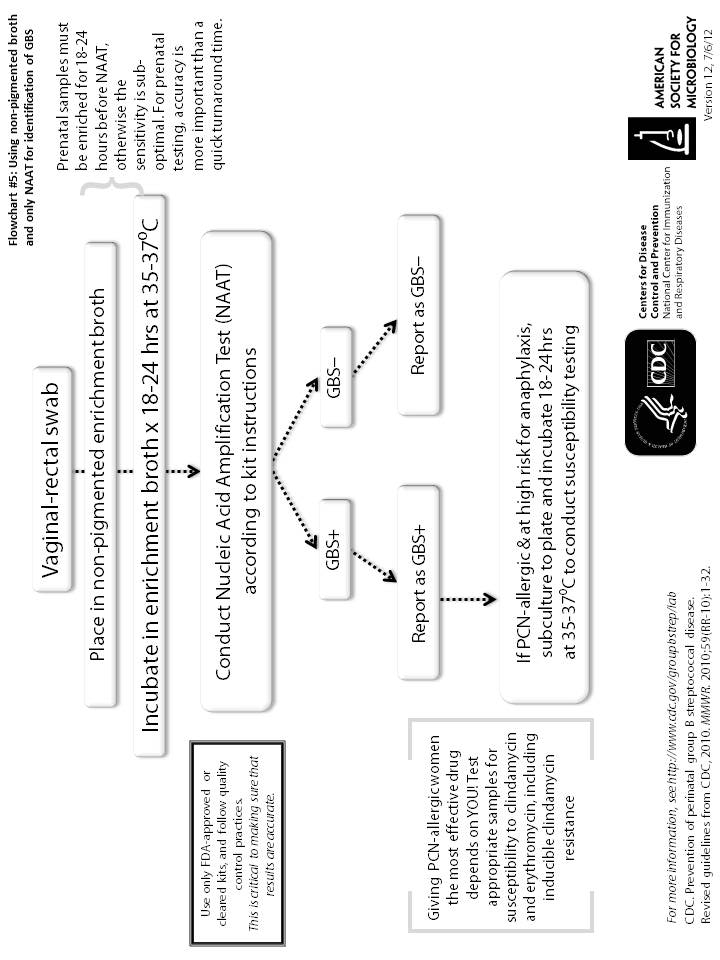 Flowchart #5: Using non-pigmented broth
and only NAAT for identification of GBS
Vaginal-rectal swab
Place in non-pigmented enrichment broth
Incubate in enrichment broth x 18-24 hrs at 35-37⁰C
Prenatal samples must
be enriched for 18-24
hours before NAAT,
otherwise the
sensitivity is sub-
optimal. For prenatal
testing, accuracy is
more important than a
quick turnaround time.
Use only FDA-approved or
cleared kits, and follow quality
control practices.
This is critical to making sure that
results are accurate.
Conduct Nucleic Acid Amplification Test (NAAT)
according to kit instructions
GBS+
GBS–
Report as GBS+
Report as GBS–
Giving PCN-allergic women
the most effective drug
depends on YOU! Test
appropriate samples for
susceptibility to clindamycin
and erythromycin, including
inducible clindamycin
resistance
If PCN-allergic & at high risk for anaphylaxis,
subculture to plate and incubate 18-24 hrs
at 35-37⁰C to conduct susceptibility testing
For more information, see http://www.cdc.gov/groupbstrep/lab
CDC. Prevention of perinatal group B streptococcal disease.
Revised guidelines from CDC, 2010. MMWR. 2010;59(RR-10);1-32.
CDC
Centers for Disease
Control and Prevention
National Center for Immunization
and Respiratory Diseases
AMERICAN
SOCIETY FOR
MICROBIOLOGY
Version 1.2, 7/6/12